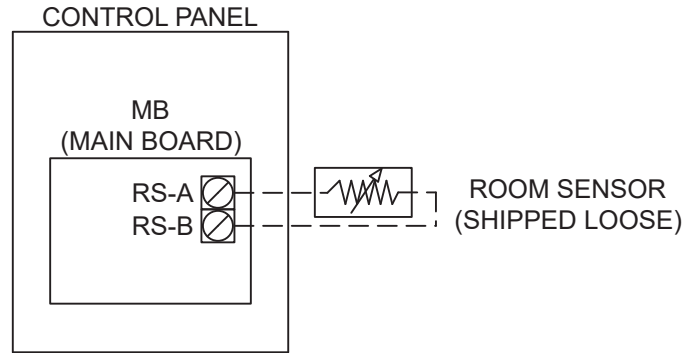 CONTROL PANEL
MB
(MAIN BOARD)
RS-A
RS-B
ROOM SENSOR
(SHIPPED LOOSE)